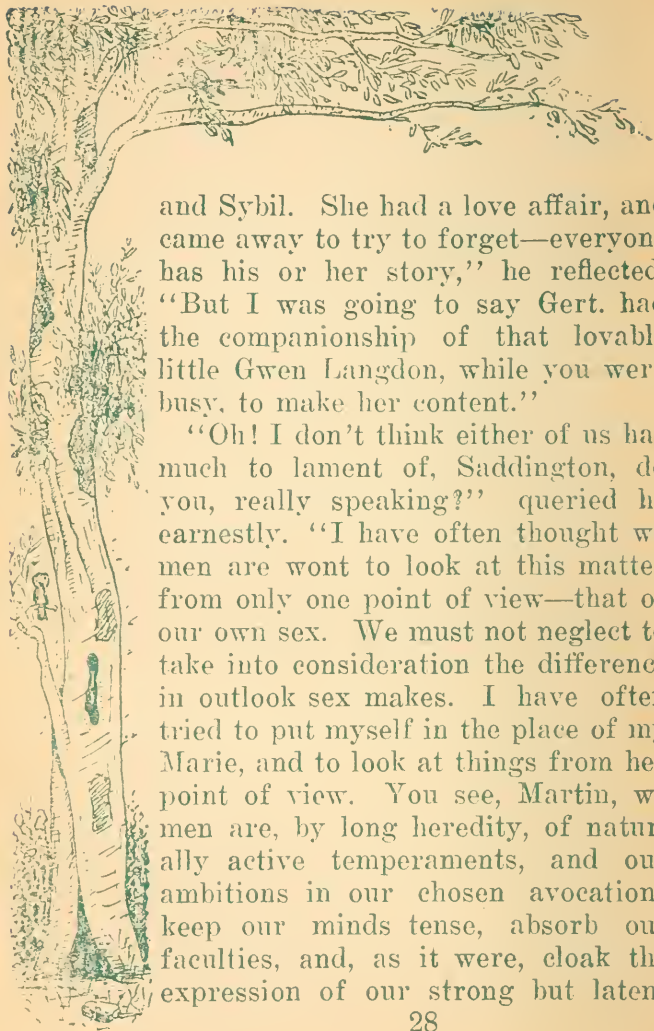 and Sybil. She had a love affair, an
came away to try to forget—everyon
has his or her story," he reflected
"But I was going to say Gert. ha
the companionship of that lovabl
little Gwen Langdon, while you wer
busy, to make her content."
"Oh! I don't think either of us ha
much to lament of, Saddington, d
you, really speaking?" queried h
earnestly. "I have often thought w
men are wont to look at this matte
from only one point of view—that o
our own sex. We must not neglect t
take into consideration the differenc
in outlook sex makes. I have ofte
tried to put myself in the place of m
Marie, and to look at things from he
point of view. You see, Martin, w
men are, by long heredity, of natur
ally active temperaments, and ou
ambitions in our chosen avocation
keep our minds tense, absorb ou
faculties, and, as it were, cloak th
expression of our strong but laten
28